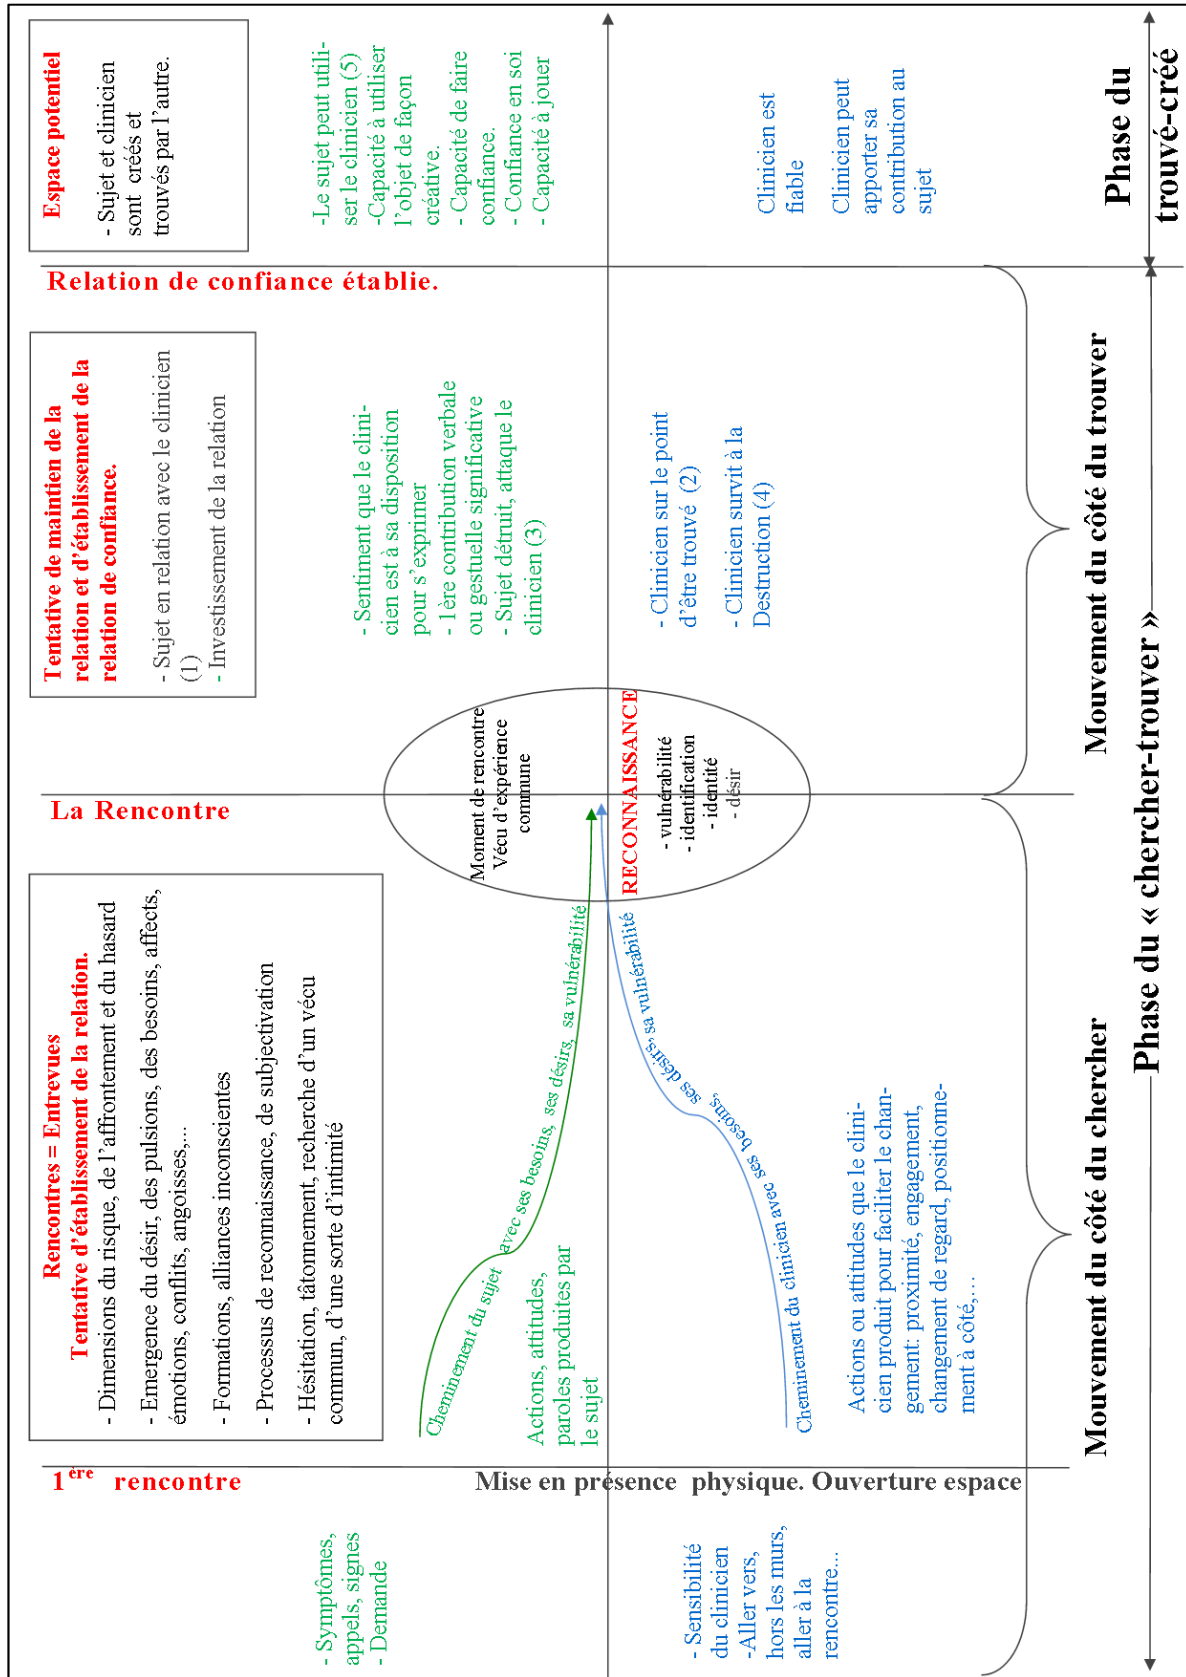 Rencontres = Entrevues
Tentative d'établissement de la relation.
- Dimensions du risque, de l'affrontement et du hasard
- Emergence du désir, des pulsions, des besoins, affects,
émotions, conflits, angoisses,...
- Formations, alliances inconscientes
- Processus de reconnaissance, de subjectivation
- Hésitation, tâtonnement, recherche d'un vécu
commun, d'une sorte d'intimité
Tentative de maintien de la
relation et d'établissement de la
relation de confiance.
- Sujet en relation avec le clinicien
(1)
- Investissement de la relation
Espace potentiel
- Sujet et clinicien
sont créés et
trouvés par l'autre.
1ère rencontre
La Rencontre
Relation de confiance établie.
- Symptômes,
appels, signes
- Demande
Cheminement du sujet avec ses besoins, ses désirs, sa vulnérabilité
Actions, attitudes,
paroles produites par
le sujet
Moment de rencontre
Vécu d'expérience
commune
RECONNAISSANCE
- vulnérabilité
- identification
- identité
- désir
- Sentiment que le clini-
cien est à sa disposition
pour s'exprimer
- 1ère contribution verbale
ou gestuelle significative
- Sujet détruit, attaque le
clinicien (3)
-Le sujet peut utili-
ser le clinicien (5)
-Capacité à utiliser
l'objet de façon
créative.
- Capacité de faire
confiance.
- Confiance en soi
- Capacité à jouer
Mise en présence physique. Ouverture espace
- Sensibilité
du clinicien
-Aller vers,
hors les murs,
aller à la
rencontre...
Cheminement du clinicien avec ses besoins, ses désirs, sa vulnérabilité
Actions ou attitudes que le clini-
cien produit pour faciliter le chan-
gement: proximité, engagement,
changement de regard, positionne-
ment à côté,...
- Clinicien sur le point
d'être trouvé (2)
- Clinicien survit à la
Destruction (4)
Clinicien est
fiable
Clinicien peut
apporter sa
contribution au
sujet
Mouvement du côté du chercher
Mouvement du côté du trouver
Phase du « chercher-trouver »
Phase du
trouvé-créé